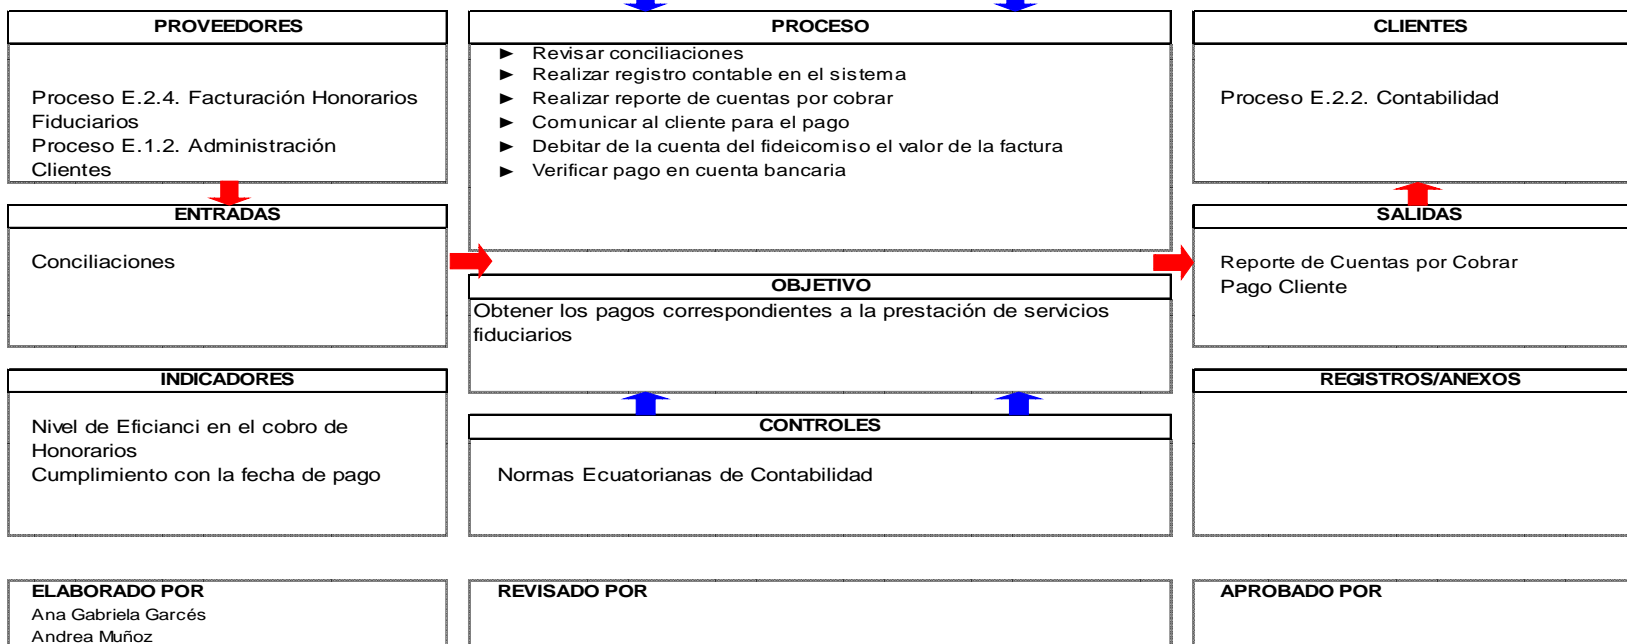 PROVEEDORES
Proceso E.2.4. Facturación Honorarios
Fiduciarios
Proceso E.1.2. Administración
Clientes
PROCESO
► Revisar conciliaciones
► Realizar registro contable en el sistema
► Realizar reporte de cuentas por cobrar
► Comunicar al cliente para el pago
► Debitar de la cuenta del fideicomiso el valor de la factura
► Verificar pago en cuenta bancaria
CLIENTES
Proceso E.2.2. Contabilidad
ENTRADAS
Conciliaciones
OBJETIVO
Obtener los pagos correspondientes a la prestación de servicios
fiduciarios
SALIDAS
Reporte de Cuentas por Cobrar
Pago Cliente
INDICADORES
Nivel de Eficianci en el cobro de
Honorarios
Cumplimiento con la fecha de pago
CONTROLES
Normas Ecuatorianas de Contabilidad
REGISTROS/ANEXOS
ELABORADO POR
Ana Gabriela Garcés
Andrea Muñoz
REVISADO POR
APROBADO POR